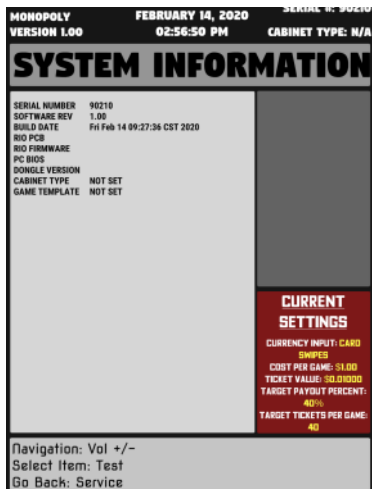 MONOPOLY
VERSION 1.00
FEBRUARY 14, 2020
02:56:50 PM
SERIAL #: 90210
CABINET TYPE: N/A
SYSTEM INFORMATION
SERIAL NUMBER 90210
SOFTWARE REV 1.00
BUILD DATE Fri Feb 14 09:27:36 CST 2020
RIO PCB
RIO FIRMWARE
PC BIOS
DONGLE VERSION
CABINET TYPE NOT SET
GAME TEMPLATE NOT SET
CURRENT
SETTINGS
CURRENCY INPUT: CARD
SWIPES
COST PER GAME: $1.00
TICKET VALUE: $0.01000
TARGET PAYOUT PERCENT:
40%
TARGET TICKETS PER GAME:
40
Navigation: Vol +/-
Select Item: Test
Go Back: Service